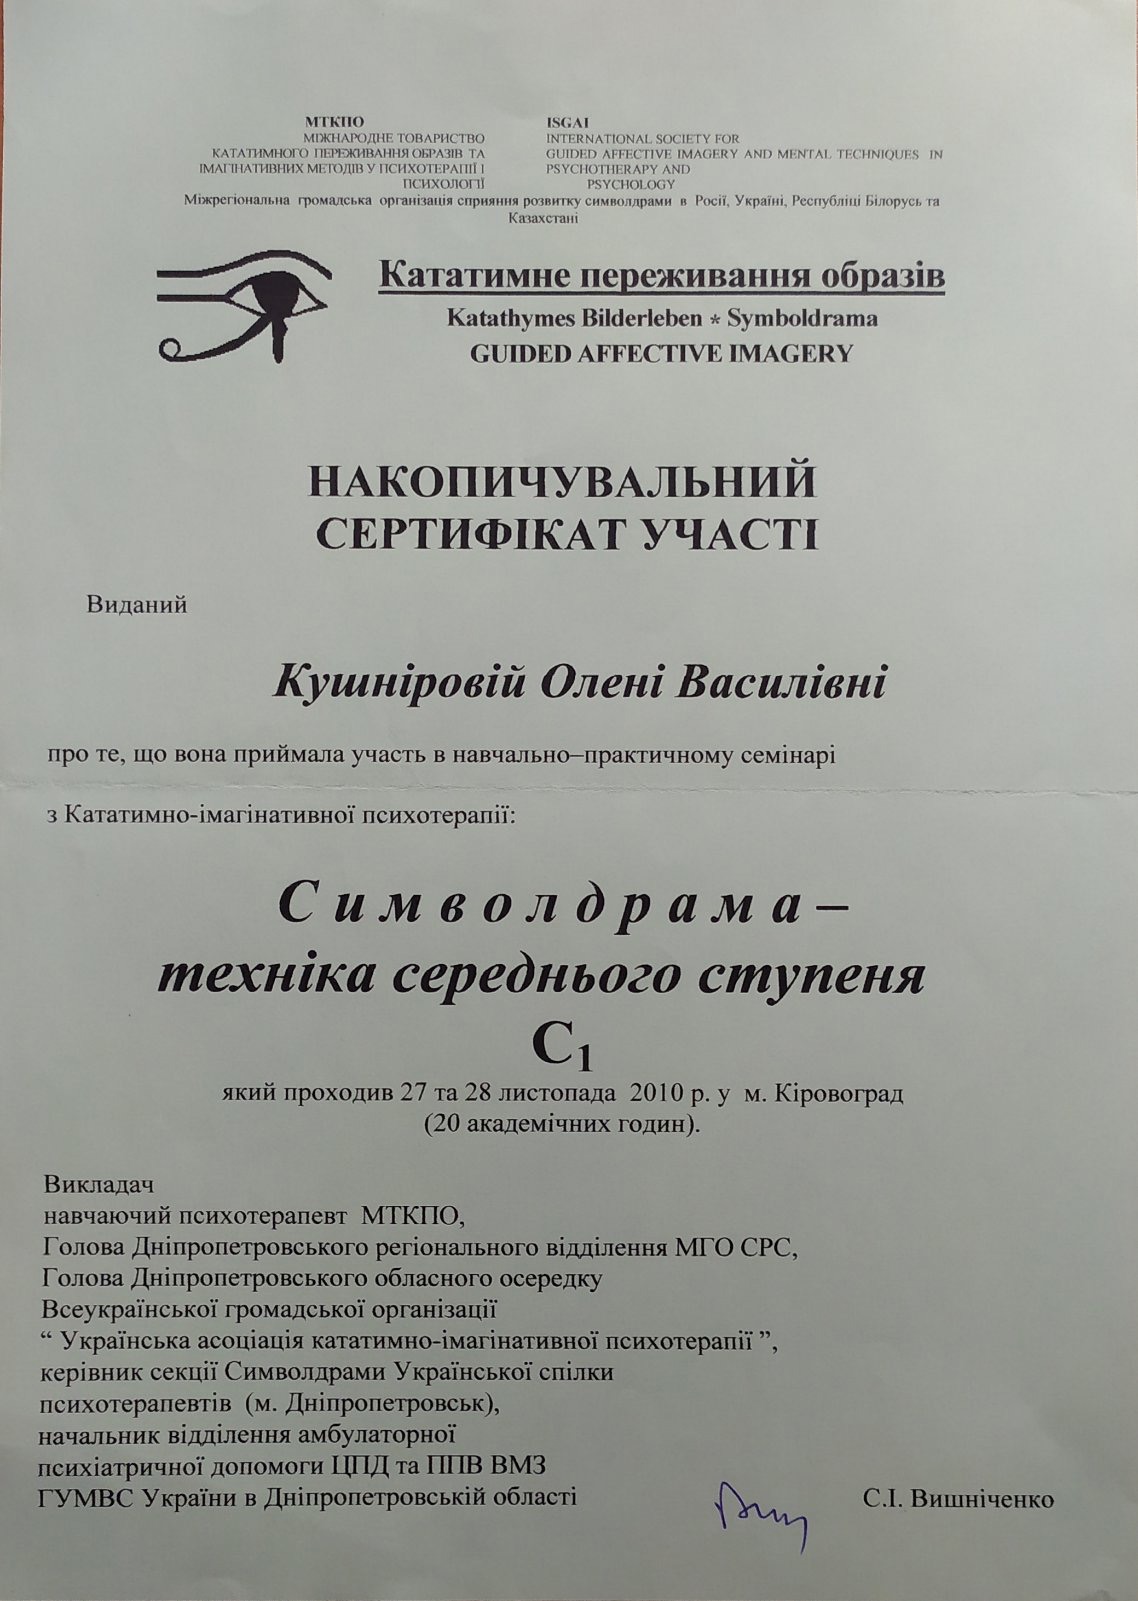 МТКПО
МІЖНАРОДНЕ ТОВАРИСТВО
КАТАТИМНОГО ПЕРЕЖИВАННЯ ОБРАЗІВ ТА
ІМАГІНАТИВНИХ МЕТОДІВ У ПСИХОТЕРАПІЇ І
ПСИХОЛОГІЇ
ISGAI
INTERNATIONAL SOCIETY FOR
GUIDED AFFECTIVE IMAGERY AND MENTAL TECHNIQUES IN
PSYCHOTHERAPY AND
PSYCHOLOGY
Міжрегіональна громадська організація сприяння розвитку символдрами в Росії, Україні, Республіці Білорусь та
Казахстані
Кататимне переживання образів
Katathymes Bilderleben * Symboldrama
GUIDED AFFECTIVE IMAGERY
НАКОПИЧУВАЛЬНИЙ
СЕРТИФІКАТ УЧАСТІ
Виданий
Кушніровій Олені Василівні
про те, що вона приймала участь в навчально–практичному семінарі
з Кататимно-імагінативної психотерапії:
С и м в о л д р а м а –
техніка середнього ступеня
С₁
який проходив 27 та 28 листопада 2010 р. у м. Кіровоград
(20 академічних годин).
Викладач
навчаючий психотерапевт МТКПО,
Голова Дніпропетровського регіонального відділення МГО СРС,
Голова Дніпропетровського обласного осередку
Всеукраїнської громадської організації
“ Українська асоціація кататимно-імагінативної психотерапії ”,
керівник секції Символдрами Української спілки
психотерапевтів (м. Дніпропетровськ),
начальник відділення амбулаторної
психіатричної допомоги ЦПД та ППВ ВМЗ
ГУМВС України в Дніпропетровській області
С.І. Вишніченко